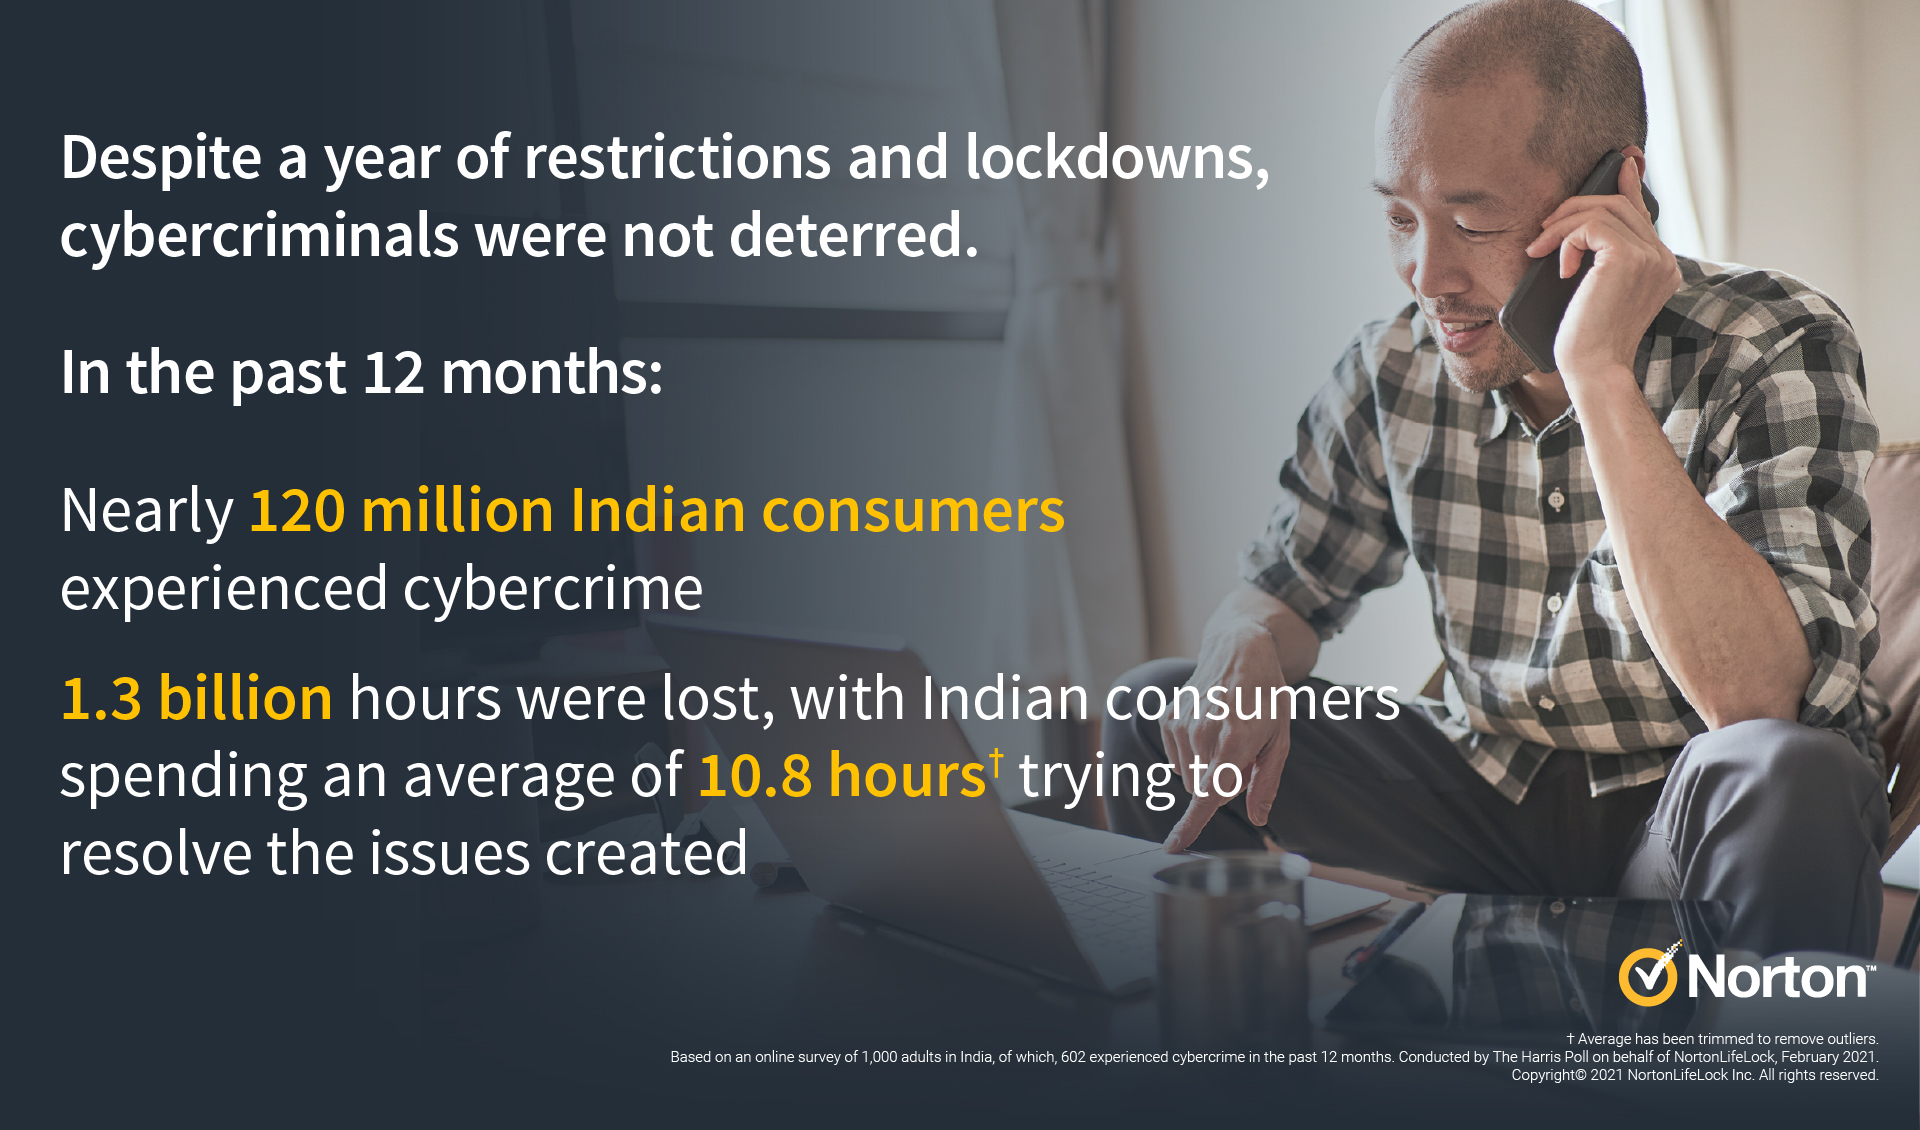 Despite a year of restrictions and lockdowns,
cybercriminals were not deterred.
In the past 12 months:
Nearly 120 million Indian consumers
experienced cybercrime
1.3 billion hours were lost, with Indian consumers
spending an average of 10.8 hours† trying to
resolve the issues created
Norton™
† Average has been trimmed to remove outliers.
Based on an online survey of 1,000 adults in India, of which, 602 experienced cybercrime in the past 12 months. Conducted by The Harris Poll on behalf of NortonLifeLock, February 2021.
Copyright© 2021 NortonLifeLock Inc. All rights reserved.